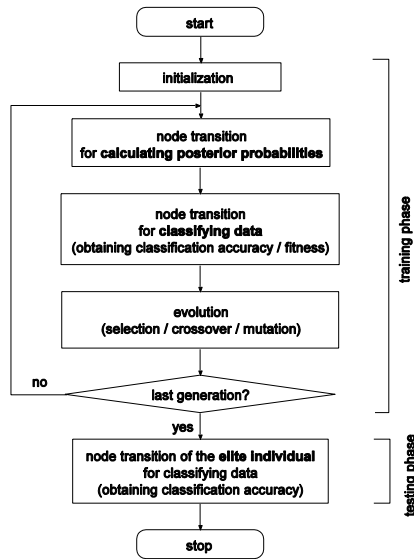 start
initialization
node transition
for calculating posterior probabilities
node transition
for classifying data
(obtaining classification accuracy / fitness)
evolution
(selection / crossover / mutation)
last generation?
no
yes
node transition of the elite individual
for classifying data
(obtaining classification accuracy)
stop
training phase
testing phase